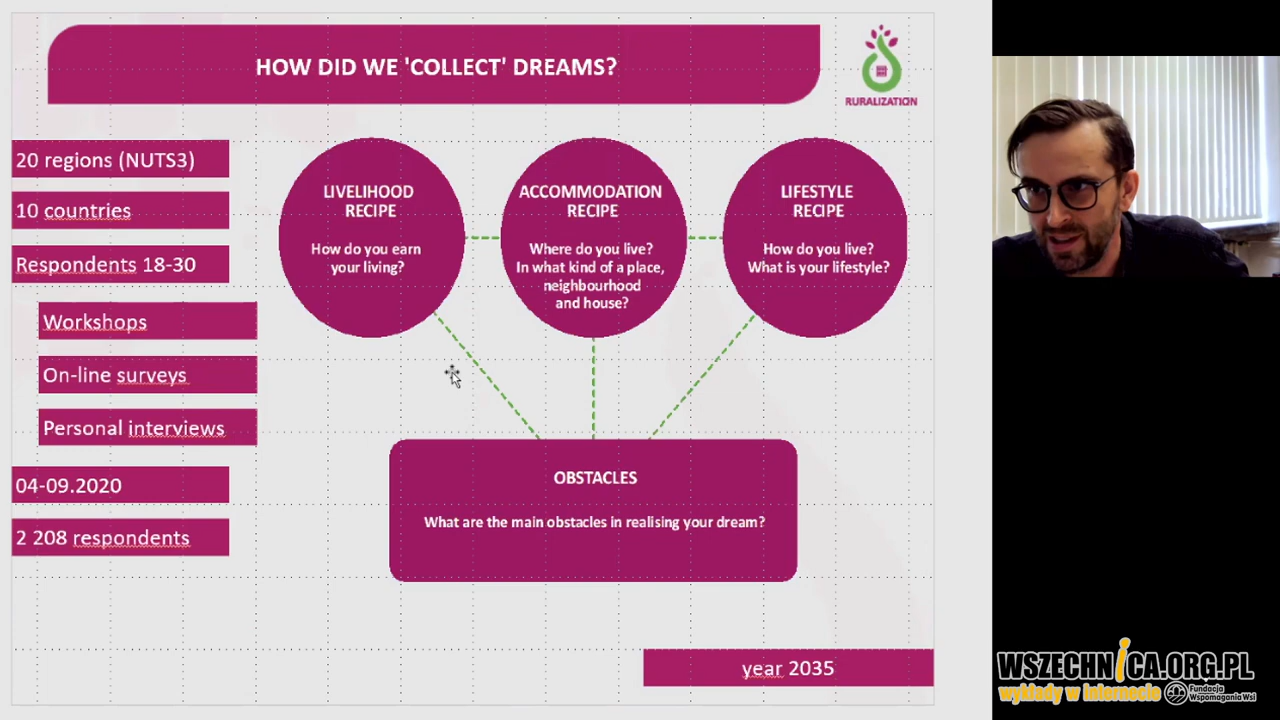 HOW DID WE 'COLLECT' DREAMS?
RURALIZATION
20 regions (NUTS3)
10 countries
Respondents 18-30
Workshops
On-line surveys
Personal interviews
04-09.2020
2 208 respondents
LIVELIHOOD
RECIPE
How do you earn
your living?
ACCOMMODATION
RECIPE
Where do you live?
In what kind of a place,
neighbourhood
and house?
LIFESTYLE
RECIPE
How do you live?
What is your lifestyle?
OBSTACLES
What are the main obstacles in realising your dream?
year 2035
WSZECHNiCA.ORG.PL
wykłady w internecie
Fundacja
Wspomagania Wsi